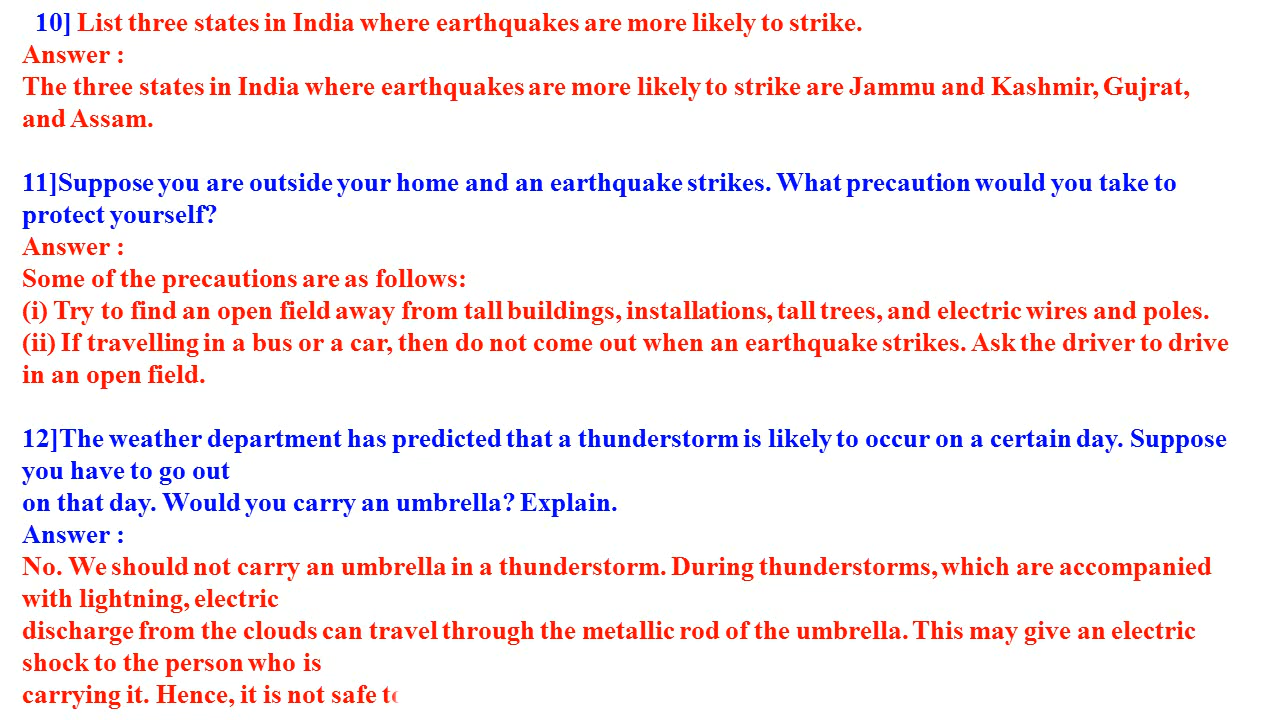 10] List three states in India where earthquakes are more likely to strike.
Answer :
The three states in India where earthquakes are more likely to strike are Jammu and Kashmir, Gujrat,
and Assam.
11]Suppose you are outside your home and an earthquake strikes. What precaution would you take to
protect yourself?
Answer :
Some of the precautions are as follows:
(i) Try to find an open field away from tall buildings, installations, tall trees, and electric wires and poles.
(ii) If travelling in a bus or a car, then do not come out when an earthquake strikes. Ask the driver to drive
in an open field.
12]The weather department has predicted that a thunderstorm is likely to occur on a certain day. Suppose
you have to go out
on that day. Would you carry an umbrella? Explain.
Answer :
No. We should not carry an umbrella in a thunderstorm. During thunderstorms, which are accompanied
with lightning, electric
discharge from the clouds can travel through the metallic rod of the umbrella. This may give an electric
shock to the person who is
carrying it. Hence, it is not safe